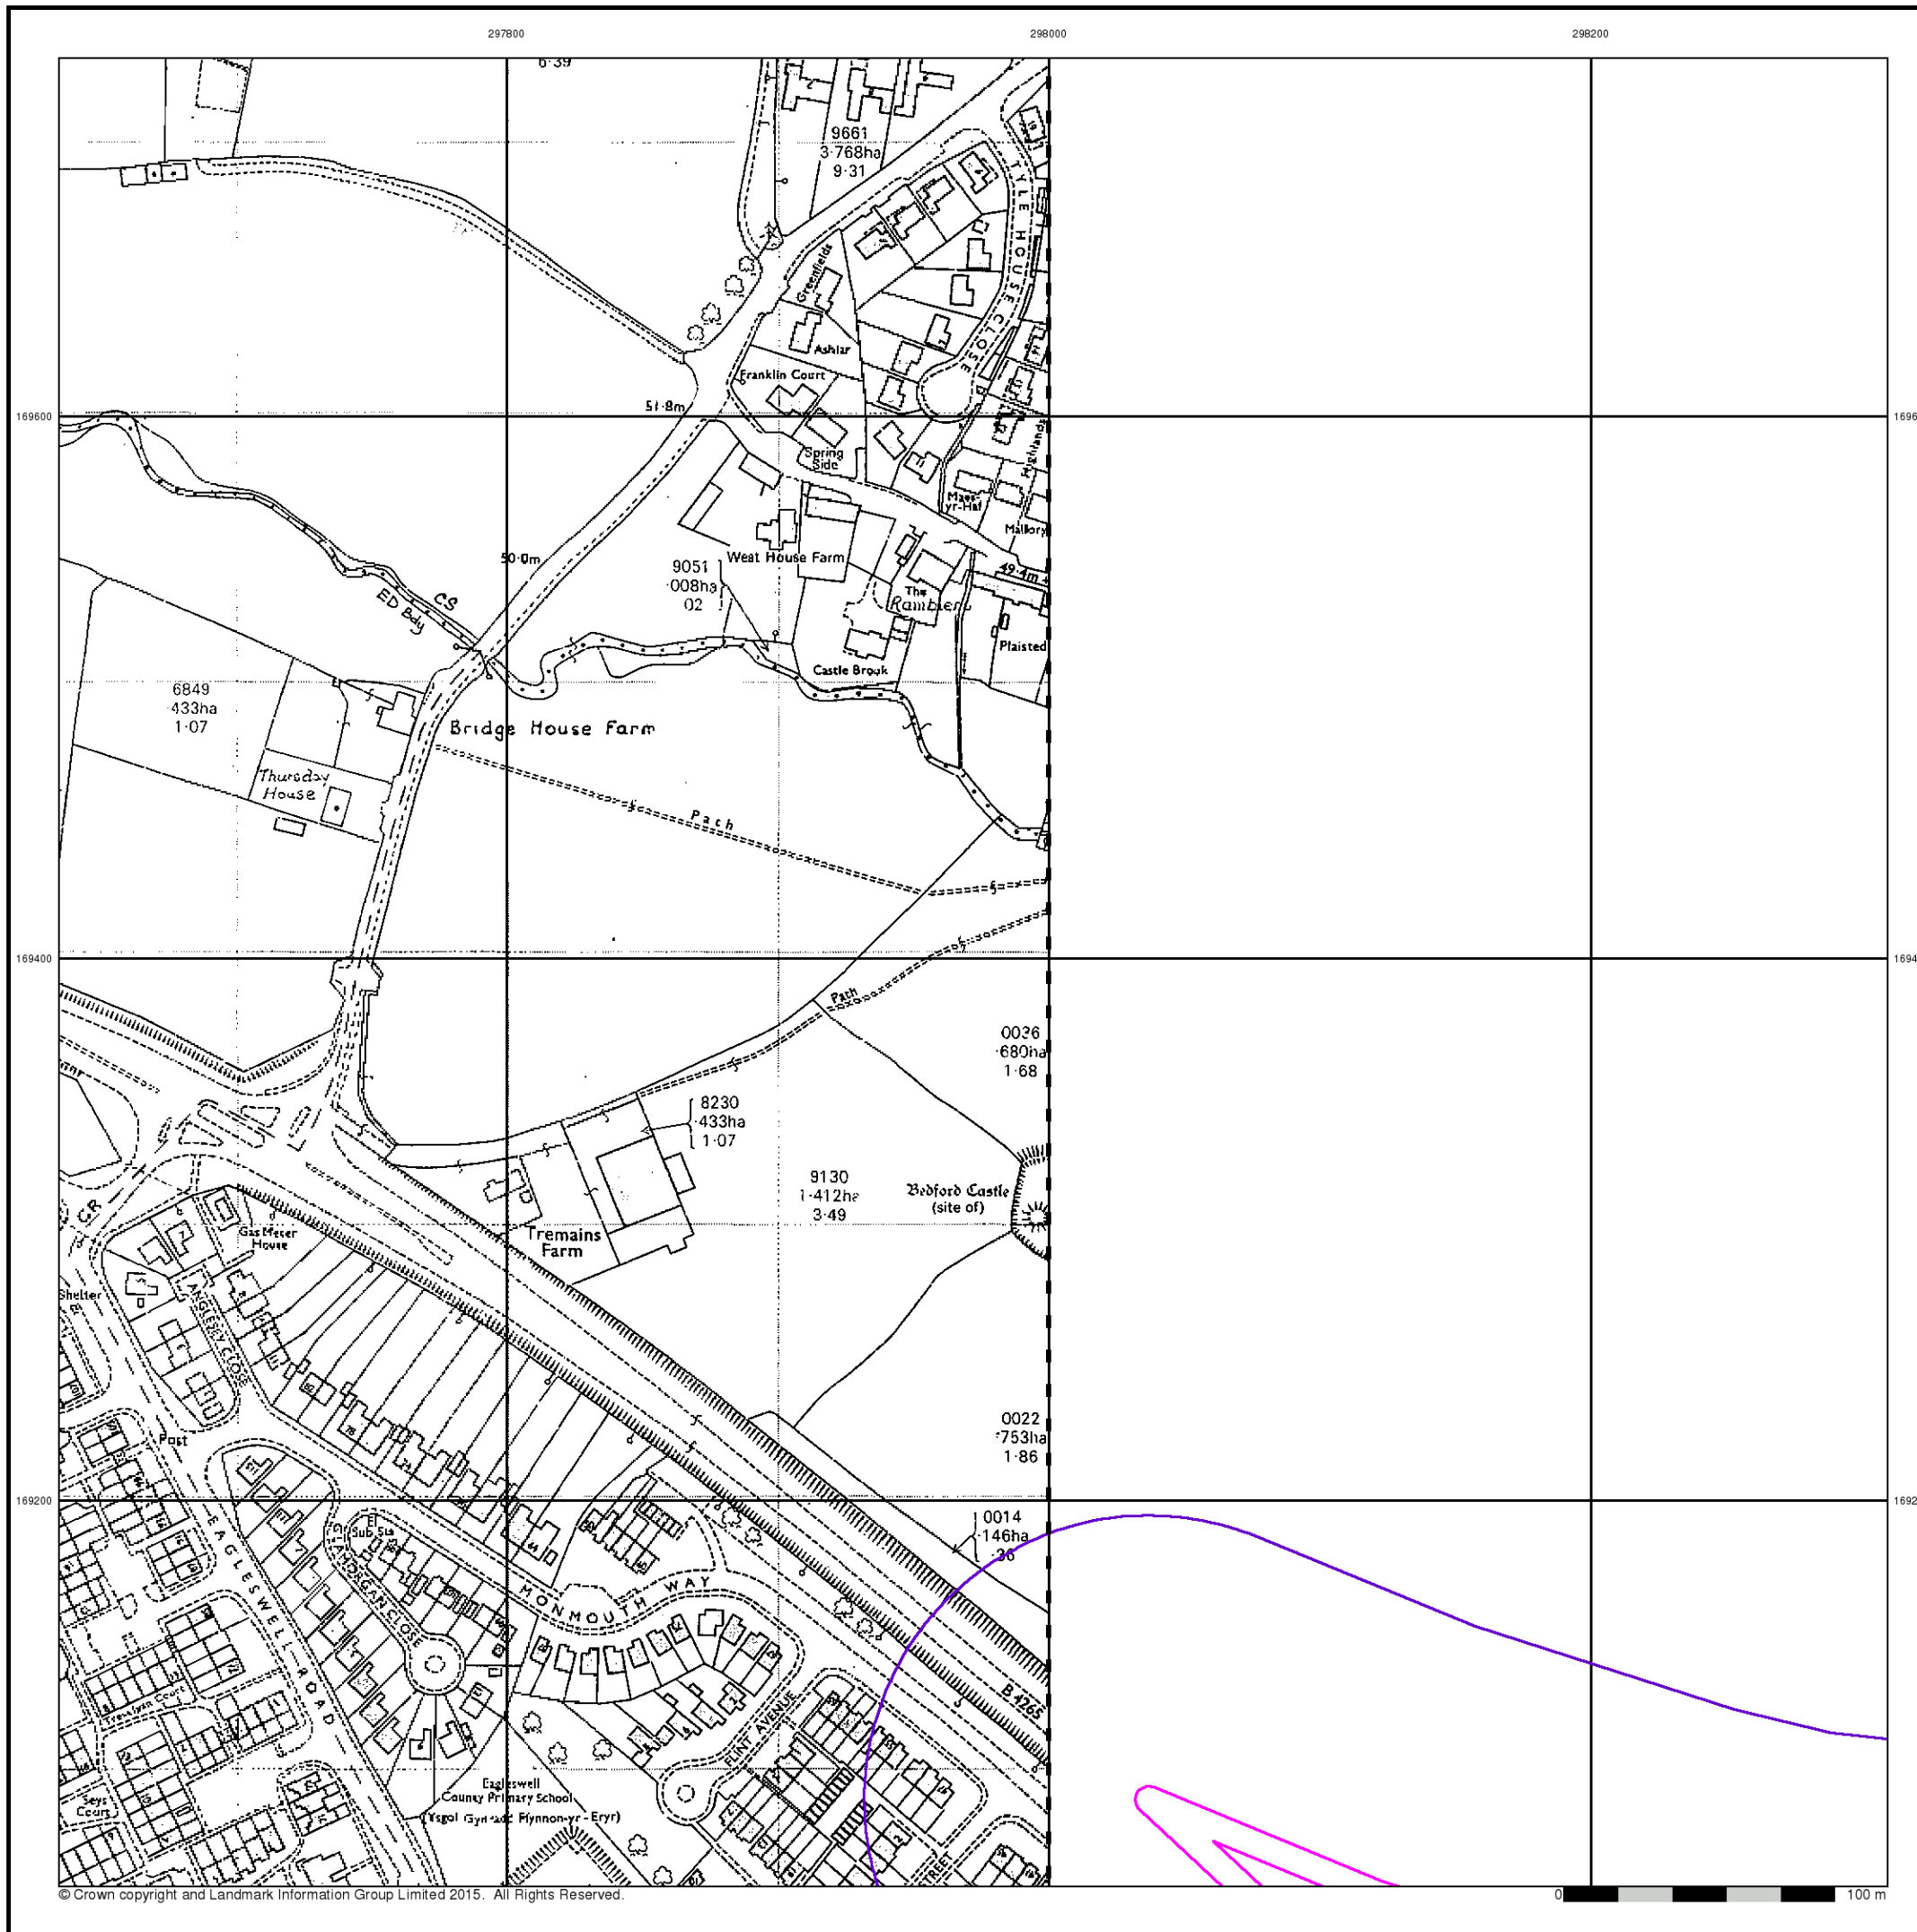 297800
298000
298200
6·39
9661
3·768ha
9·31
TYLE HOUSE CLOSE
Greenfields
Ashlar
Franklin Court
51·8m
169600
1696
Spring
Side
Highlands
Maes-
yr-Haf
Mallory
West House Farm
50·0m
9051
·008ha
02
49·4m
The
Ramblers
CS
ED Bdy
Plaisted
Castle Brook
6849
·433ha
1·07
Bridge House Farm
Thursday
House
Path
169400
1694
Path
0036
·680ha
1·68
8230
·433ha
1·07
9130
1·412ha
3·49
Bedford Castle
(site of)
CR
Gas Meter
House
Tremains
Farm
Shelter
ANGLESEY CLOSE
Post
0022
·753ha
1·86
169200
1692
0014
·146ha
·36
El
Sub Sta
GLAMORGAN CLOSE
EAGLESWELL ROAD
MONMOUTH WAY
B 4265
FLINT AVENUE
Seys
Court
Eagleswell
County Primary School
STREET
© Crown copyright and Landmark Information Group Limited 2015. All Rights Reserved.
0
100 m